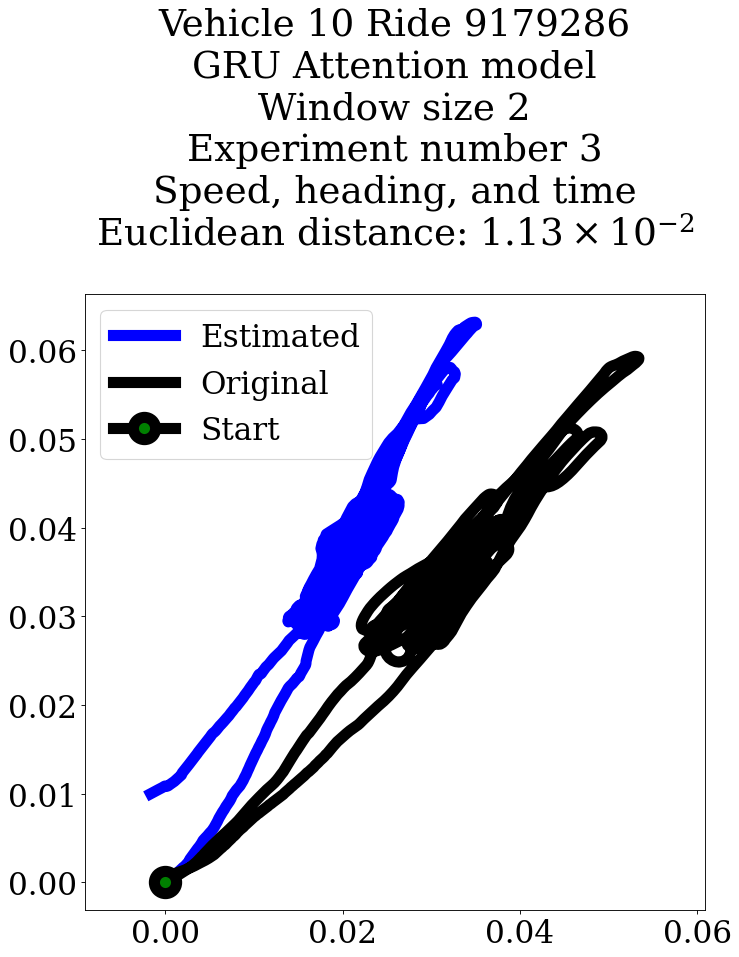 Vehicle 10 Ride 9179286
GRU Attention model
Window size 2
Experiment number 3
Speed, heading, and time
Euclidean distance: 1.13 × 10⁻²
Estimated
Original
Start
0.06
0.05
0.04
0.03
0.02
0.01
0.00
0.00 0.02 0.04 0.06